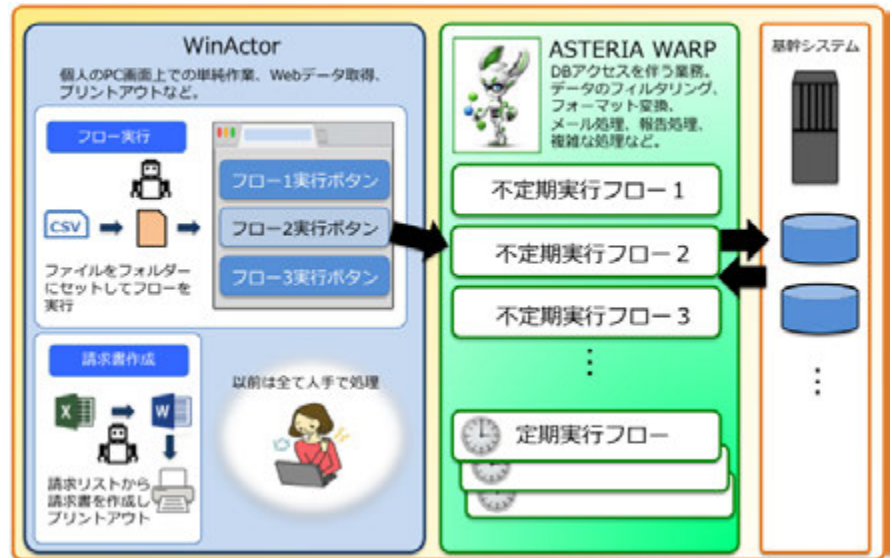 WinActor
個人のPC画面上での単純作業、Webデータ取得、
プリントアウトなど。
フロー実行
CSV
ファイルをフォルダー
にセットしてフローを
実行
フロー1実行ボタン
フロー2実行ボタン
フロー3実行ボタン
請求書作成
X
W
請求リストから
請求書を作成し
プリントアウト
以前は全て人手で処理
ASTERIA WARP
DBアクセスを伴う業務。
データのフィルタリング、
フォーマット変換、
メール処理、報告処理、
複雑な処理など。
不定期実行フロー 1
不定期実行フロー 2
不定期実行フロー 3
⋮
定期実行フロー
基幹システム
⋮